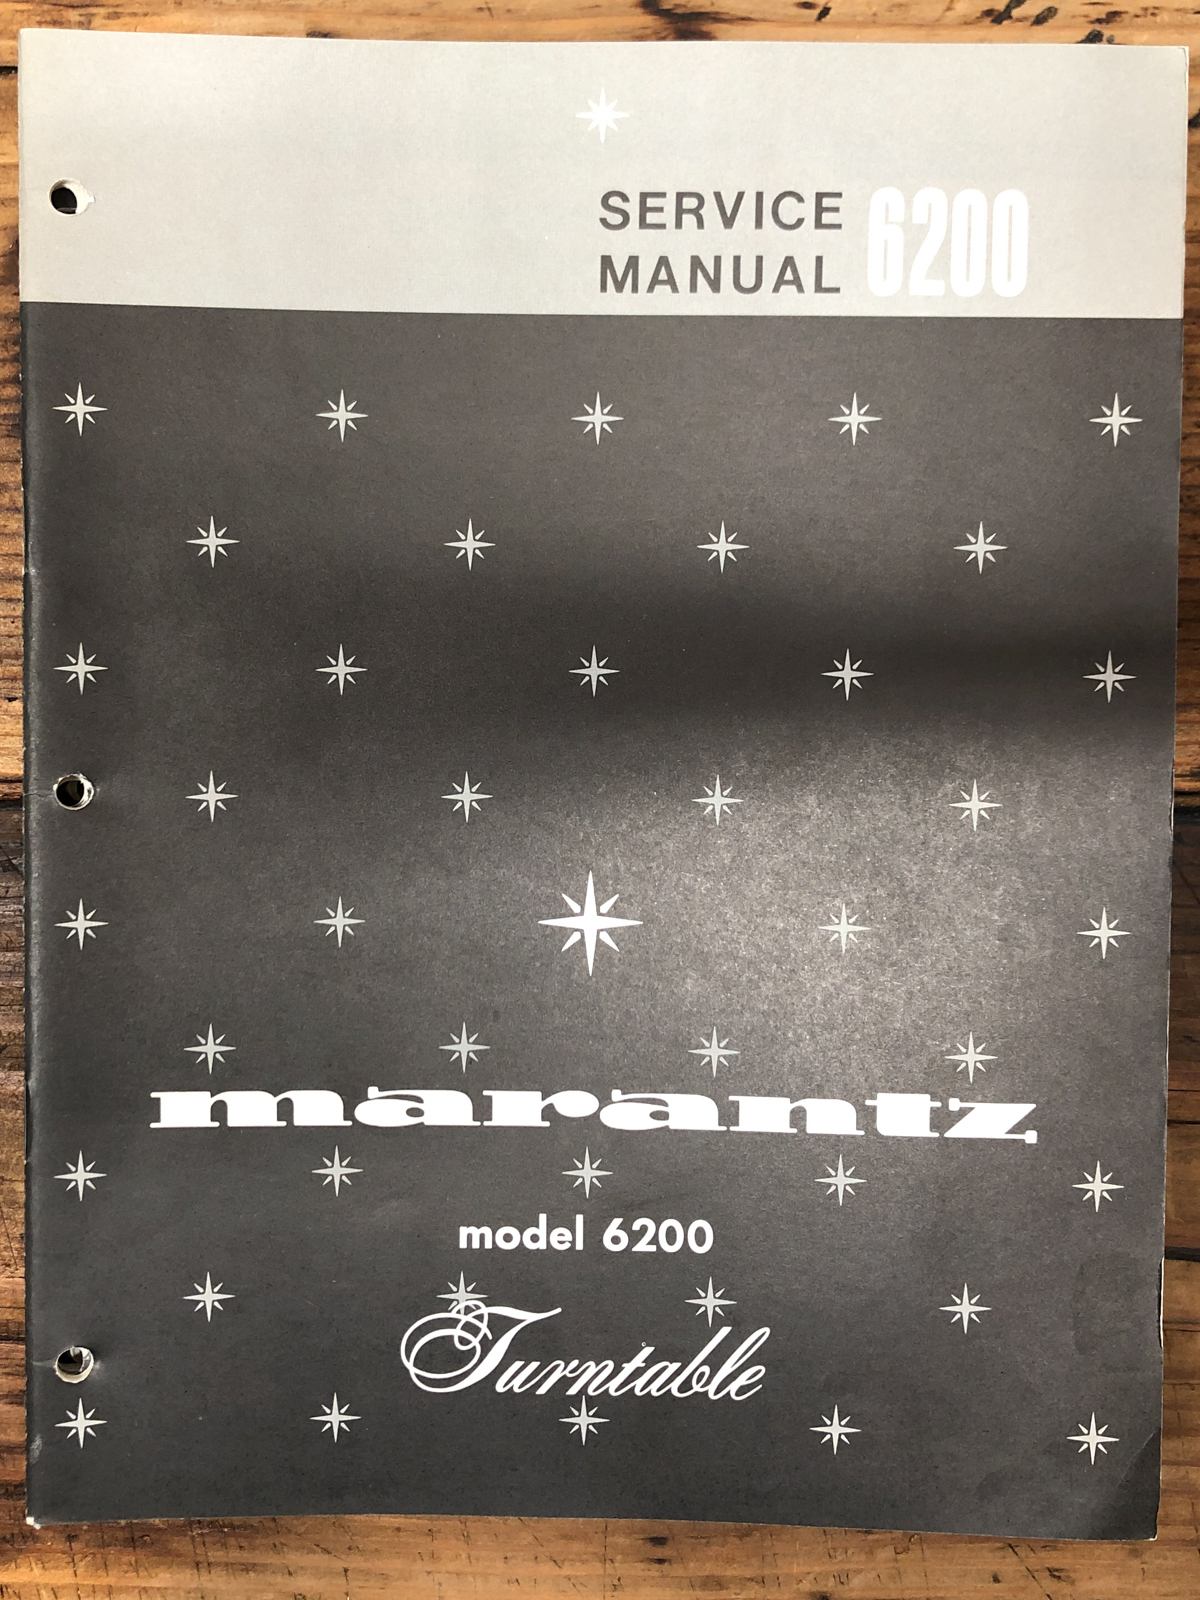 SERVICE
MANUAL 6200
marantz
model 6200
Turntable